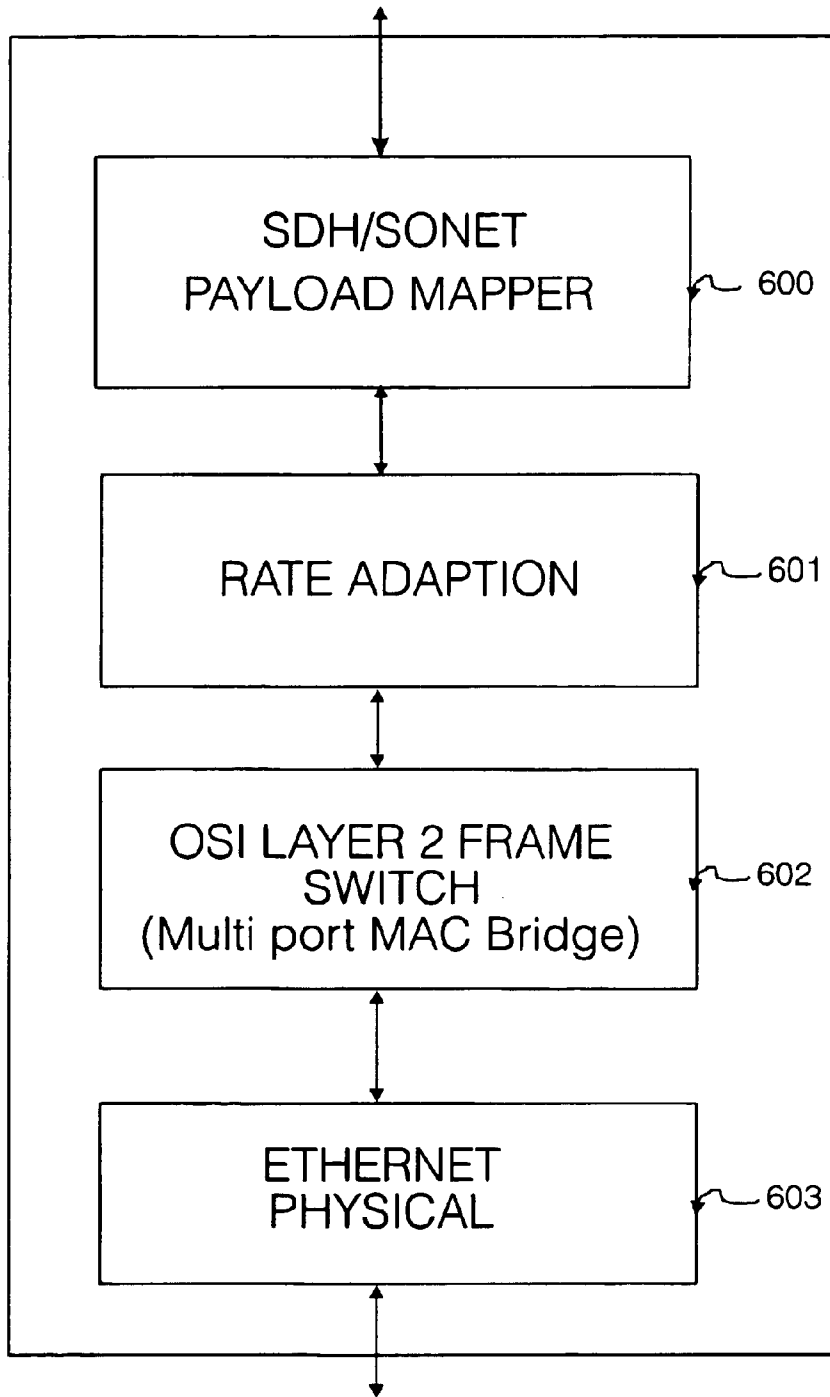 SDH/SONET
PAYLOAD MAPPER
600
RATE ADAPTION
601
OSI LAYER 2 FRAME
SWITCH
(Multi port MAC Bridge)
602
ETHERNET
PHYSICAL
603